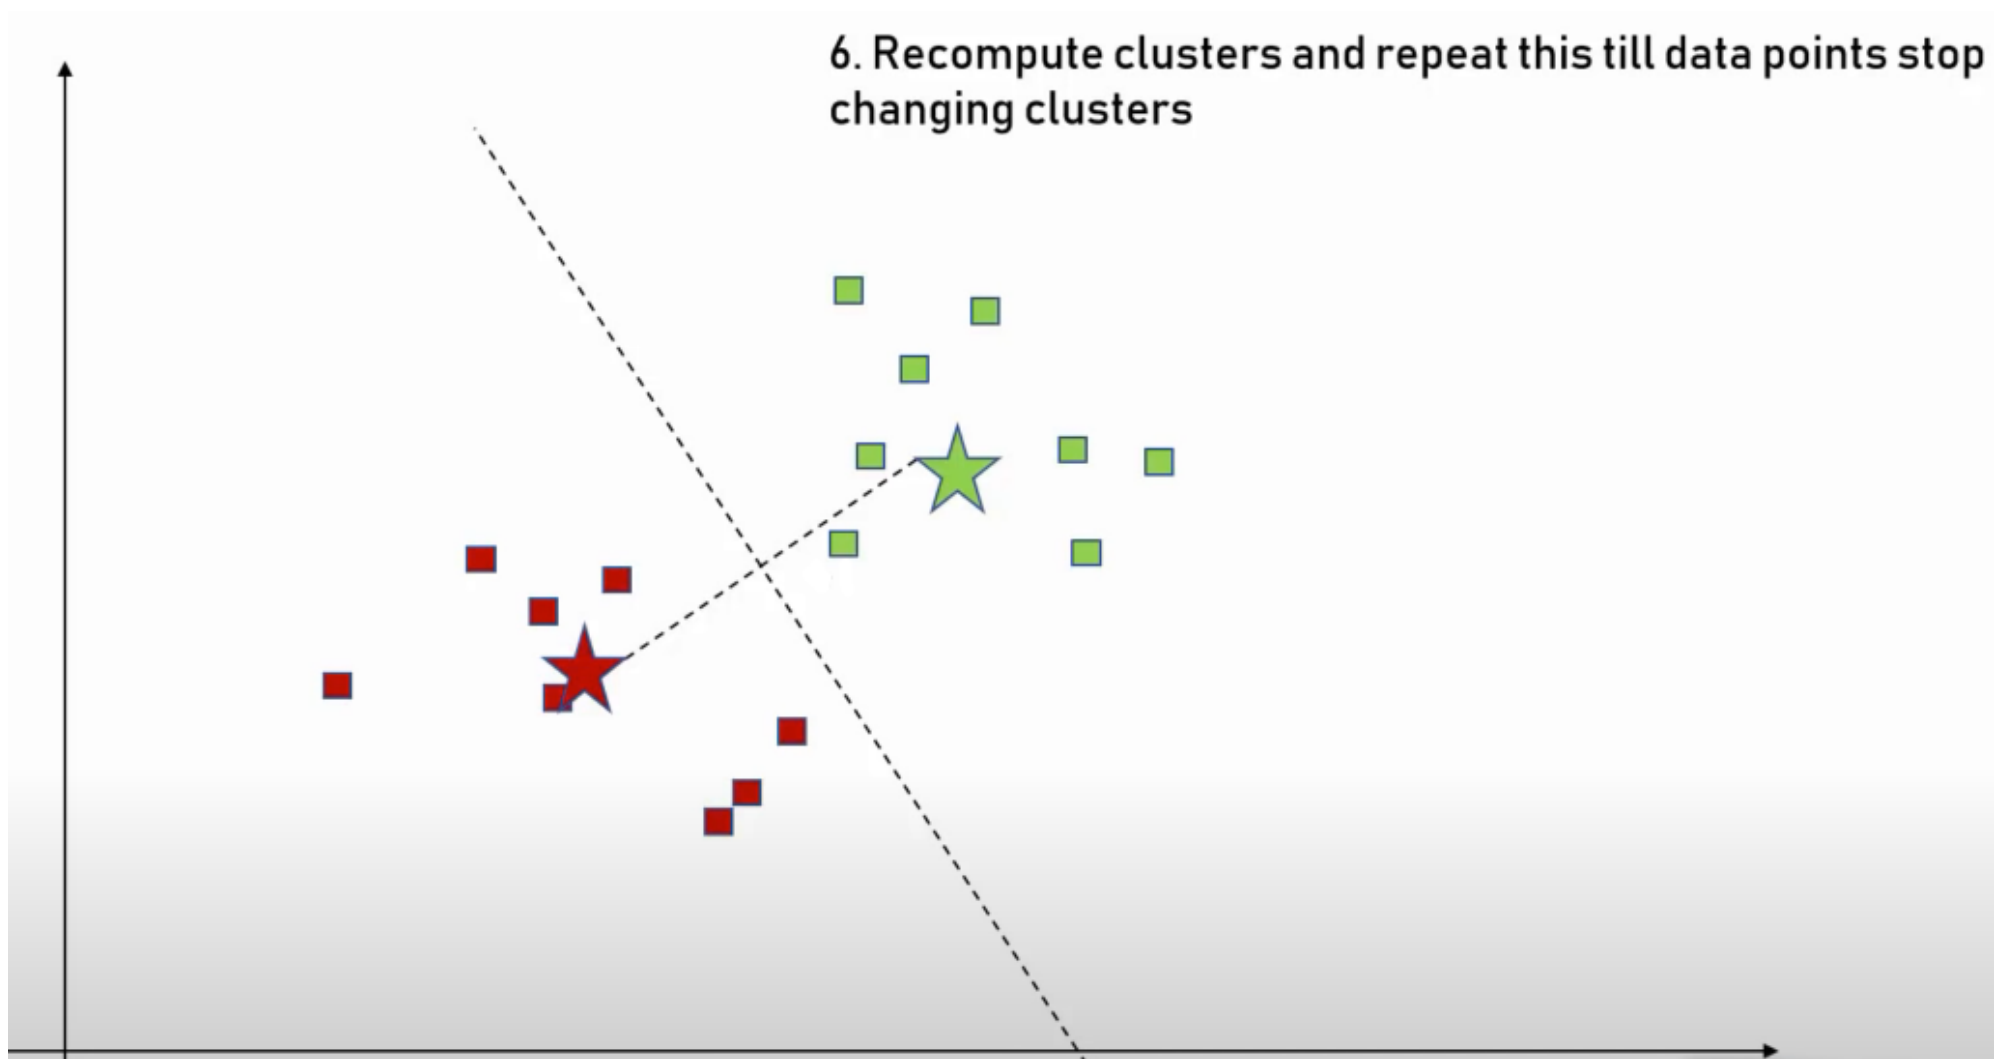 6. Recompute clusters and repeat this till data points stop
changing clusters